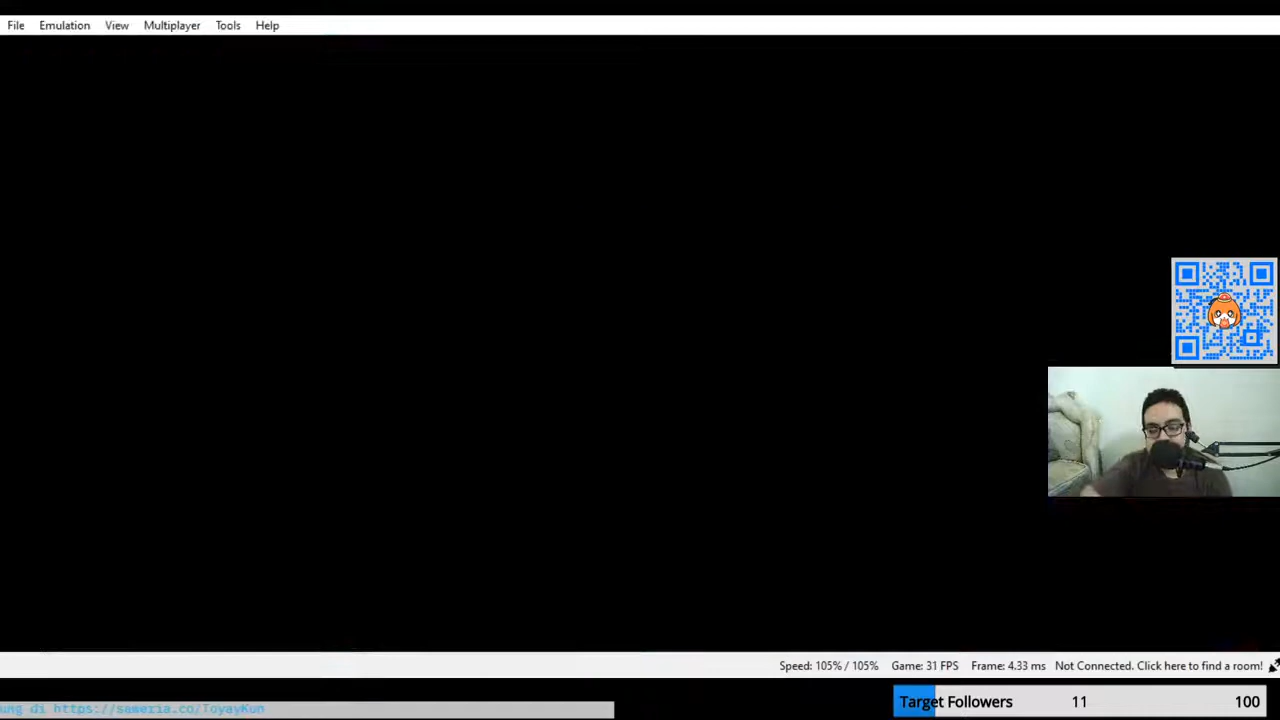 File Emulation View Multiplayer Tools Help
Speed: 105% / 105% Game: 31 FPS Frame: 4.33 ms Not Connected. Click here to find a room!
Target Followers 11 100
ung di https://saweria.co/ToyayKun